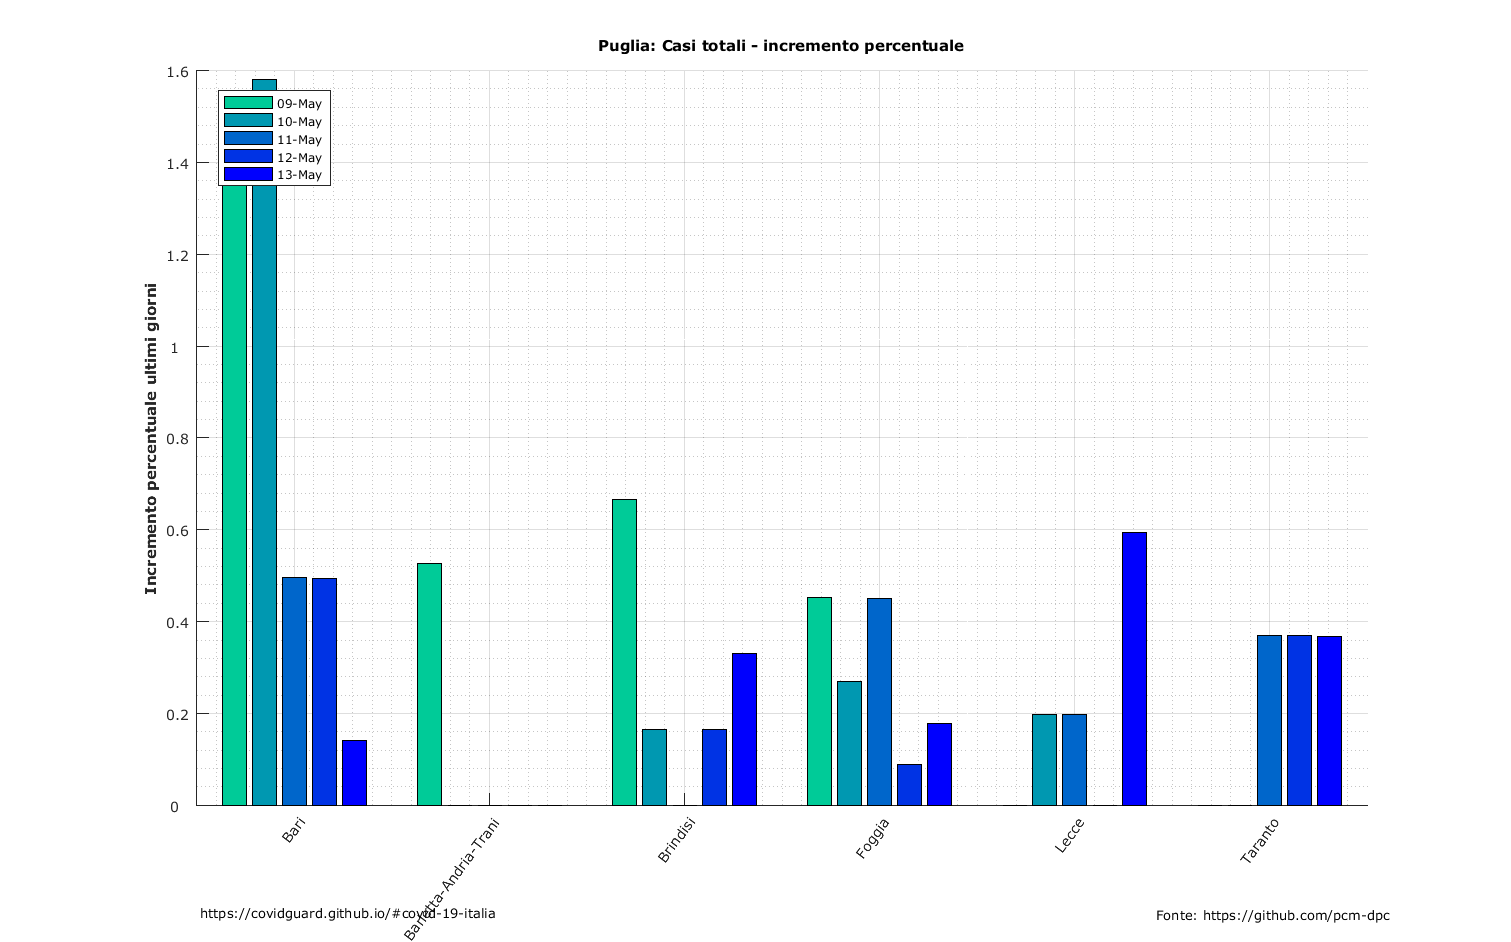 Puglia: Casi totali - incremento percentuale
Incremento percentuale ultimi giorni
1.6
1.4
1.2
1
0.8
0.6
0.4
0.2
0
09-May
10-May
11-May
12-May
13-May
Bari
Barletta-Andria-Trani
Brindisi
Foggia
Lecce
Taranto
https://covidguard.github.io/#covid-19-italia
Fonte: https://github.com/pcm-dpc